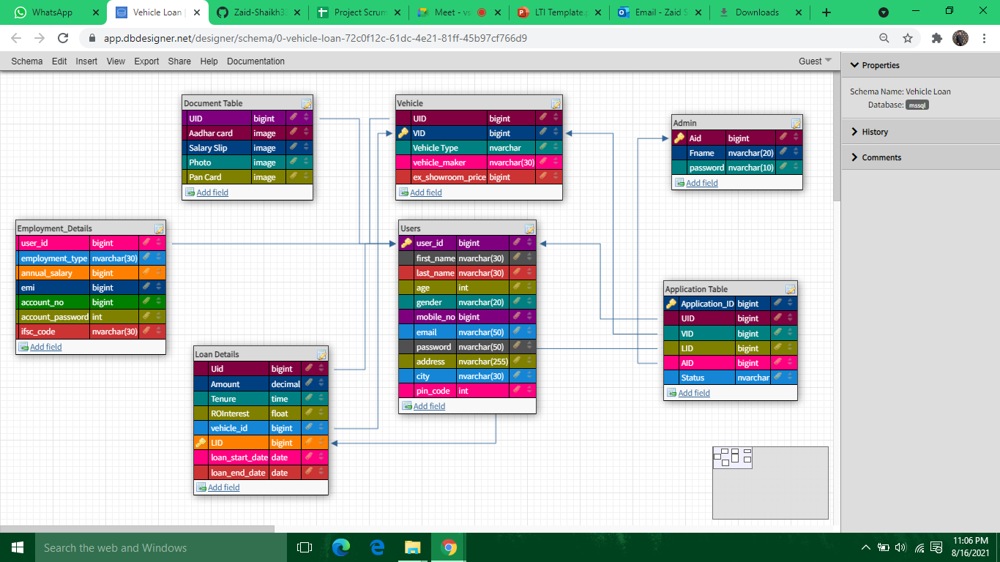 WhatsApp
Vehicle Loan |
Zaid-Shaikh3
Project Scrum
Meet - vs
LTI Template.p
Email - Zaid S
Downloads
app.dbdesigner.net/designer/schema/0-vehicle-loan-72c0f12c-61dc-4e21-81ff-45b97cf766d9
Schema Edit Insert View Export Share Help Documentation
Guest
Properties
Schema Name: Vehicle Loan
Database: mssql
History
Comments
Document Table
UID bigint
Aadhar card image
Salary Slip image
Photo image
Pan Card image
Add field
Vehicle
UID bigint
VID bigint
Vehicle Type nvarchar
vehicle_maker nvarchar(30)
ex_showroom_price bigint
Add field
Admin
Aid bigint
Fname nvarchar(20)
password nvarchar(10)
Add field
Employment_Details
user_id bigint
employment_type nvarchar(30)
annual_salary bigint
emi bigint
account_no bigint
account_password int
ifsc_code nvarchar(30)
Add field
Users
user_id bigint
first_name nvarchar(30)
last_name nvarchar(30)
age int
gender nvarchar(20)
mobile_no bigint
email nvarchar(50)
password nvarchar(50)
address nvarchar(255)
city nvarchar(30)
pin_code int
Add field
Application Table
Application_ID bigint
UID bigint
VID bigint
LID bigint
AID bigint
Status nvarchar
Add field
Loan Details
Uid bigint
Amount decimal
Tenure time
ROInterest float
vehicle_id bigint
LID bigint
loan_start_date date
loan_end_date date
Add field
Search the web and Windows
11:06 PM
8/16/2021